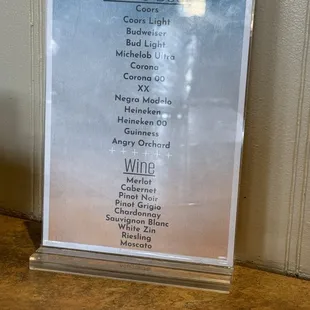 Coors
Coors Light
Budweiser
Bud Light
Michelob Ultra
Corona
Corona 00
XX
Negra Modelo
Heineken
Heineken 00
Guinness
Angry Orchard
Wine
Merlot
Cabernet
Pinot Noir
Pinot Grigio
Chardonnay
Sauvignon Blanc
White Zin
Riesling
Moscato